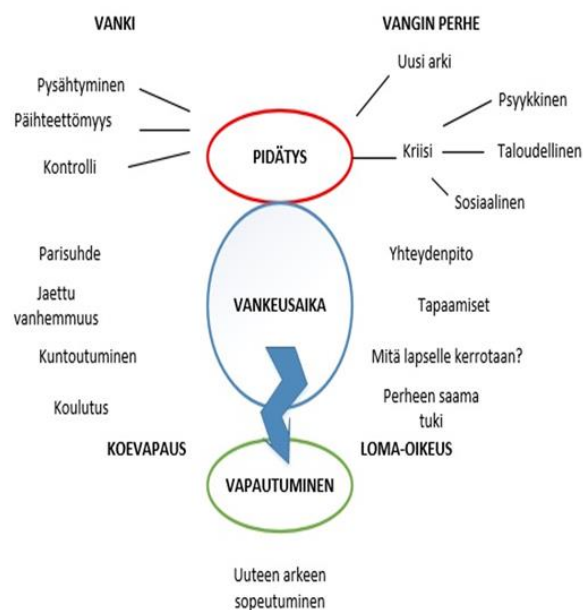 VANKI
VANGIN PERHE
Uusi arki
Pysähtyminen
Päihteettömyys
Kontrolli
PIDÄTYS
Kriisi
Psyykkinen
Taloudellinen
Sosiaalinen
Parisuhde
Jaettu
vanhemmuus
Kuntoutuminen
Koulutus
VANKEUSAIKA
Yhteydenpito
Tapaamiset
Mitä lapselle kerrotaan?
Perheen saama
tuki
KOEVAPAUS
LOMA-OIKEUS
VAPAUTUMINEN
Uuteen arkeen
sopeutuminen